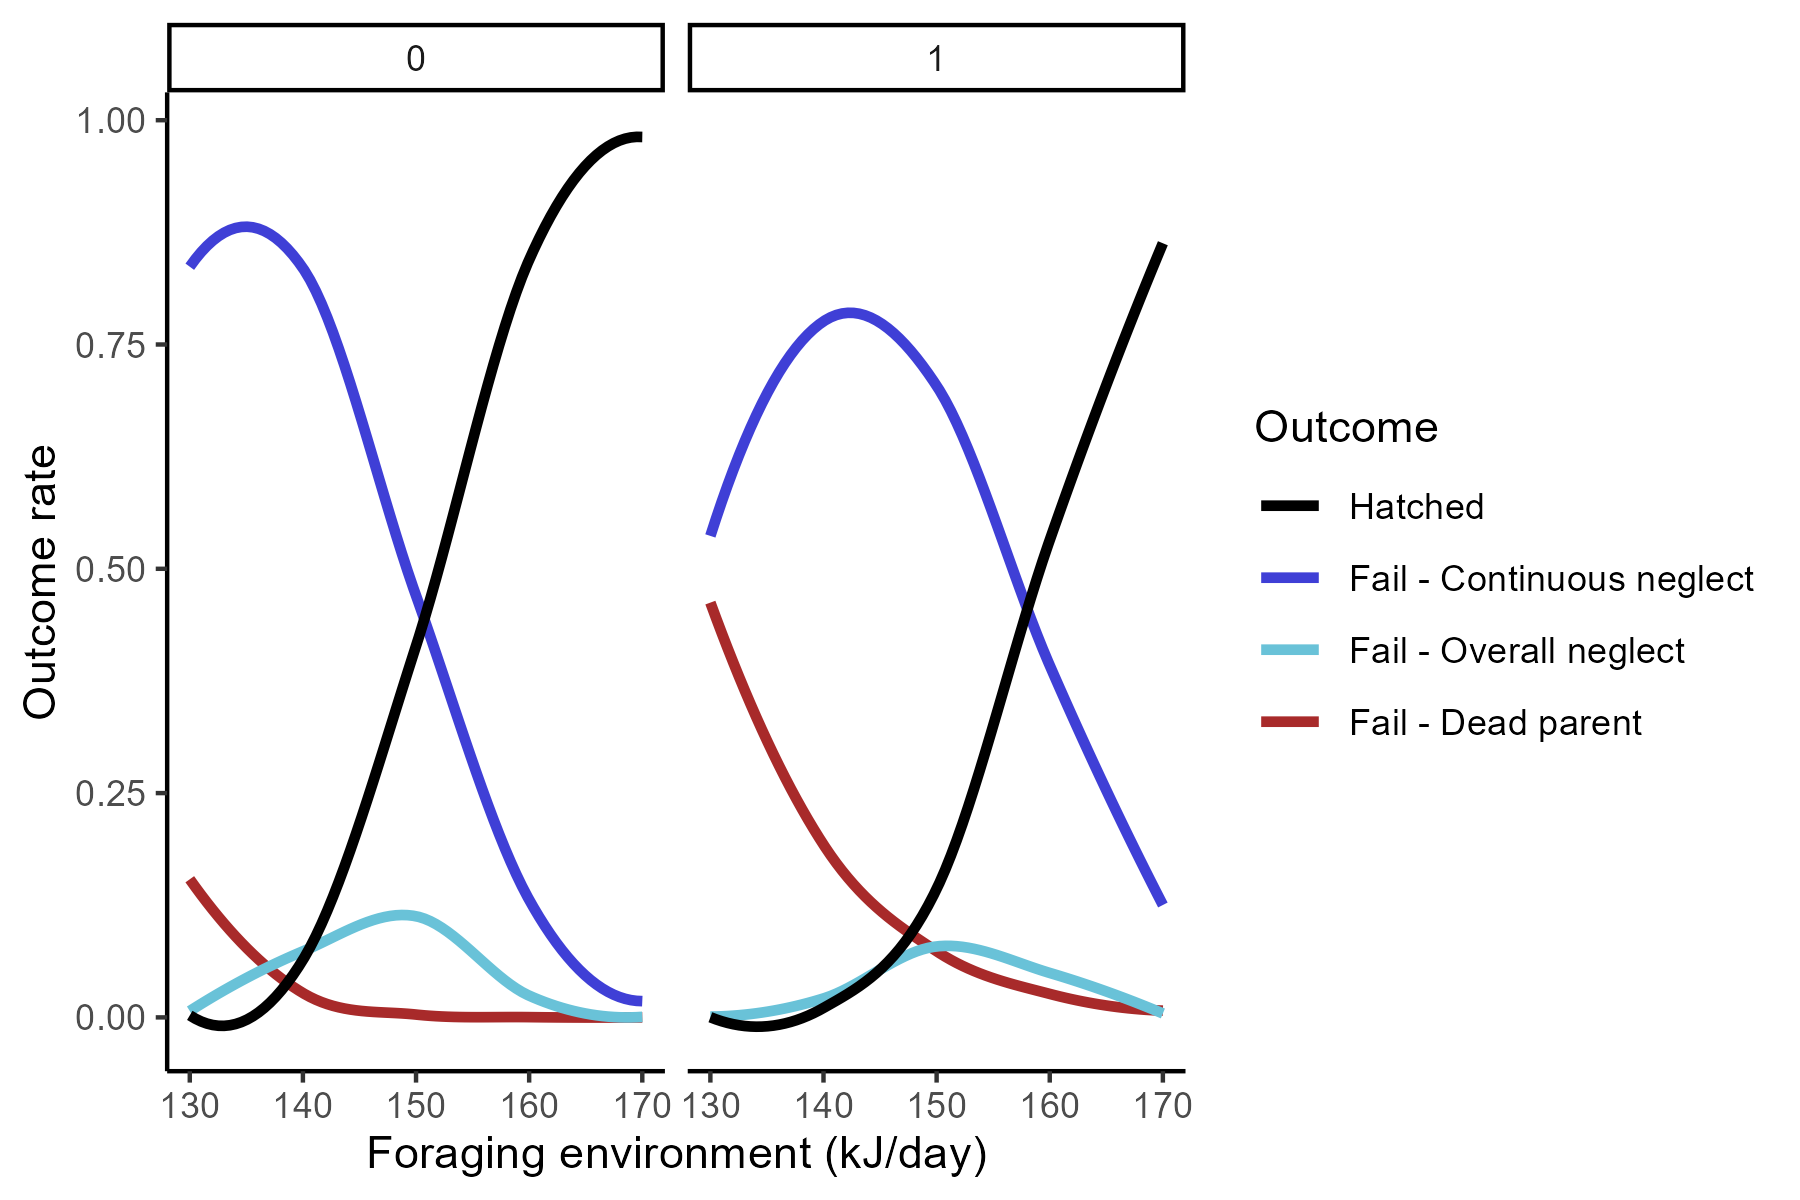 0
1
1.00
0.75
0.50
0.25
0.00
Outcome rate
130 140 150 160 170 130 140 150 160 170
Foraging environment (kJ/day)
Outcome
Hatched
Fail - Continuous neglect
Fail - Overall neglect
Fail - Dead parent